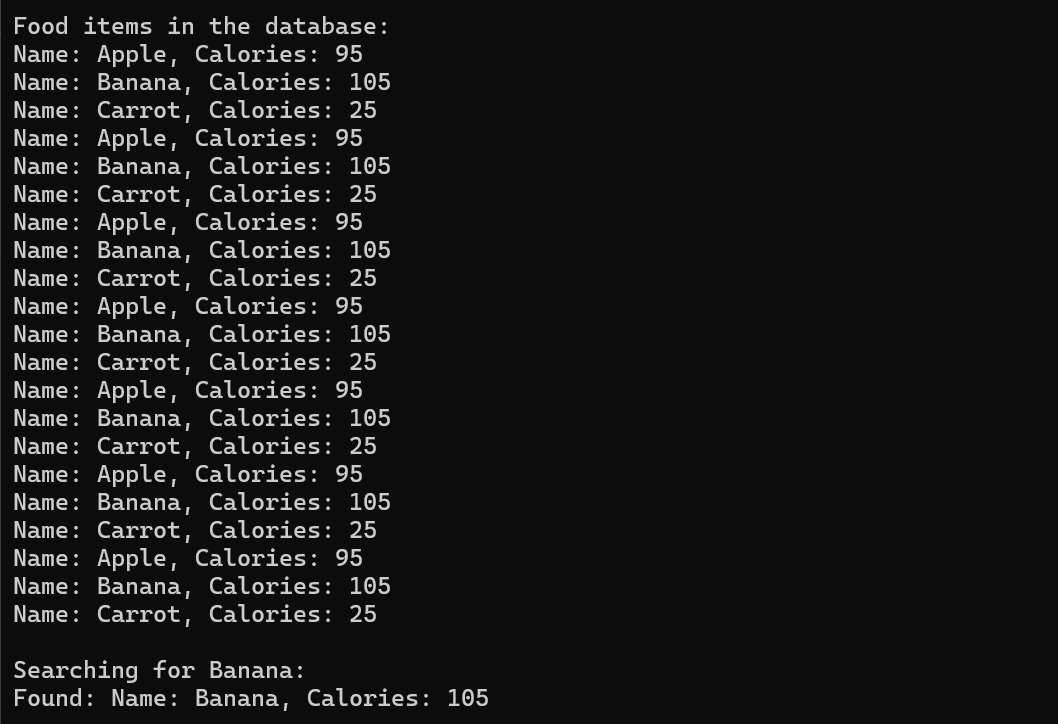 Food items in the database:
Name: Apple, Calories: 95
Name: Banana, Calories: 105
Name: Carrot, Calories: 25
Name: Apple, Calories: 95
Name: Banana, Calories: 105
Name: Carrot, Calories: 25
Name: Apple, Calories: 95
Name: Banana, Calories: 105
Name: Carrot, Calories: 25
Name: Apple, Calories: 95
Name: Banana, Calories: 105
Name: Carrot, Calories: 25
Name: Apple, Calories: 95
Name: Banana, Calories: 105
Name: Carrot, Calories: 25
Name: Apple, Calories: 95
Name: Banana, Calories: 105
Name: Carrot, Calories: 25
Name: Apple, Calories: 95
Name: Banana, Calories: 105
Name: Carrot, Calories: 25

Searching for Banana:
Found: Name: Banana, Calories: 105